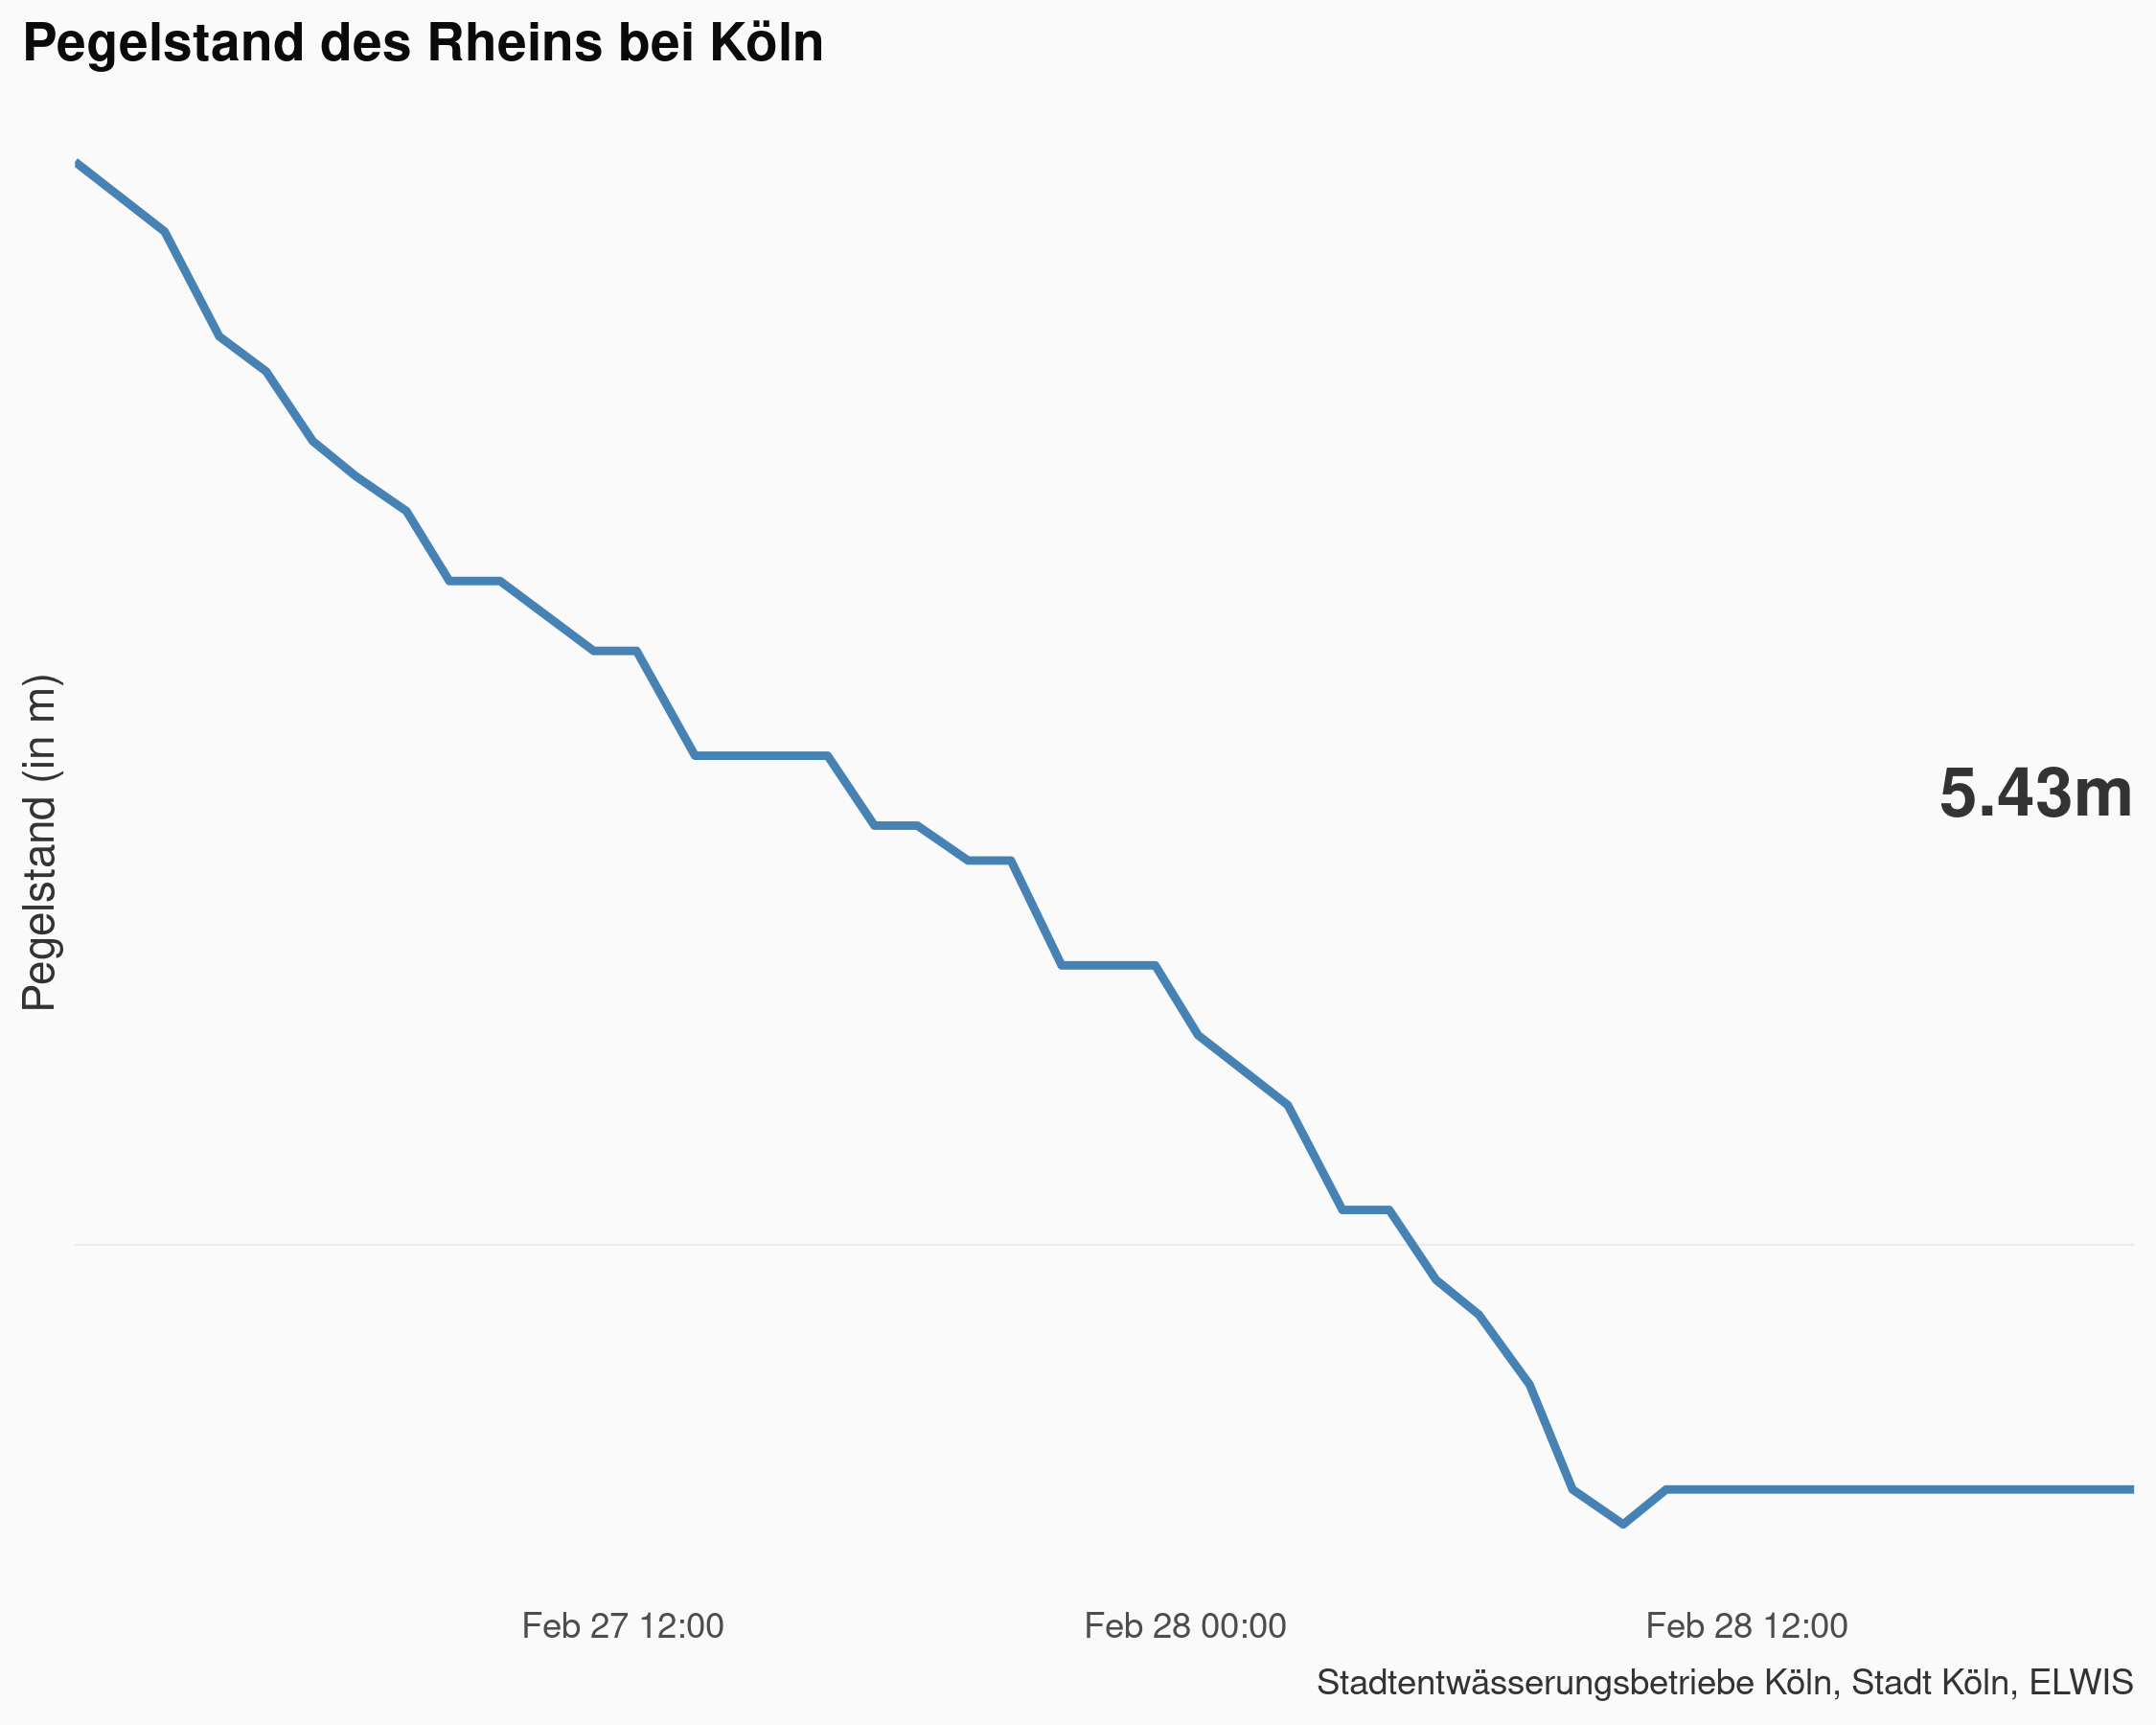 Pegelstand des Rheins bei Köln
Pegelstand (in m)
5.43m
Feb 27 12:00
Feb 28 00:00
Feb 28 12:00
Stadtentwässerungsbetriebe Köln, Stadt Köln, ELWIS